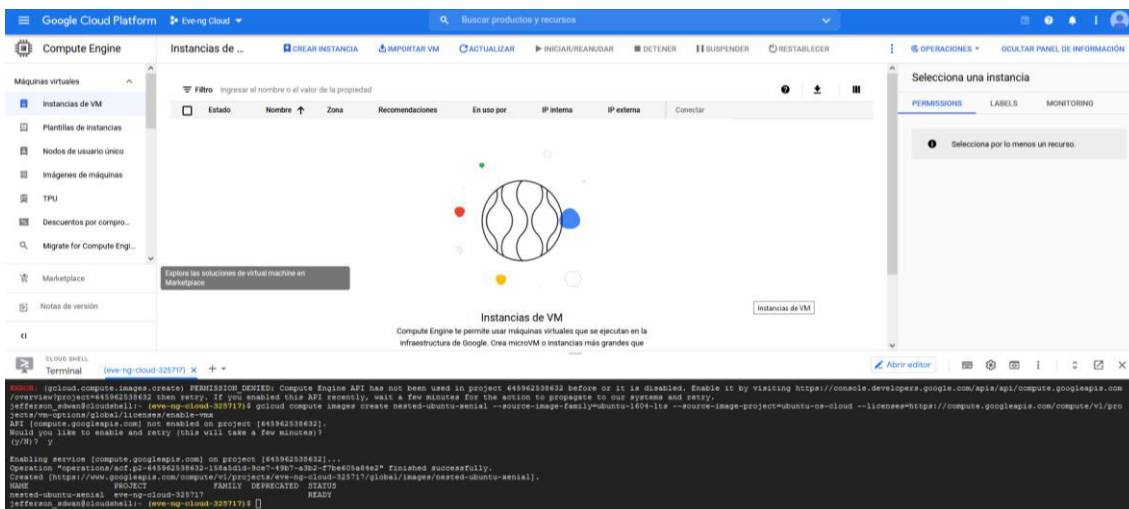 Google Cloud Platform
Eve-ng Cloud
Buscar productos y recursos
Compute Engine
Instancias de ...
CREAR INSTANCIA
IMPORTAR VM
ACTUALIZAR
INICIAR/REANUDAR
DETENER
SUSPENDER
RESTABLECER
OPERACIONES
OCULTAR PANEL DE INFORMACIÓN
Máquinas virtuales
Instancias de VM
Plantillas de instancias
Nodos de usuario único
Imágenes de máquinas
TPU
Descuentos por compro...
Migrate for Compute Engi...
Marketplace
Notas de versión
Filtro Ingresar el nombre o el valor de la propiedad
Estado Nombre Zona Recomendaciones En uso por IP interna IP externa Conectar
Explora las soluciones de virtual machine en
Marketplace
Instancias de VM
Instancias de VM
Compute Engine te permite usar máquinas virtuales que se ejecutan en la
infraestructura de Google. Crea microVM o instancias más grandes que
Selecciona una instancia
PERMISSIONS LABELS MONITORING
Selecciona por lo menos un recurso.
CLOUD SHELL
Terminal
(eve-ng-cloud-325717) x + 
Abrir editor
ERROR: (gcloud.compute.images.create) PERMISSION_DENIED: Compute Engine API has not been used in project 645962538632 before or it is disabled. Enable it by visiting https://console.developers.google.com/apis/api/compute.googleapis.com
/overview?project=645962538632 then retry. If you enabled this API recently, wait a few minutes for the action to propagate to our systems and retry.
jefferson_sdwan@cloudshell:~ (eve-ng-cloud-325717)$ gcloud compute images create nested-ubuntu-xenial --source-image-family=ubuntu-1604-lts --source-image-project=ubuntu-os-cloud --licenses=https://compute.googleapis.com/compute/v1/pro
jects/vm-options/global/licenses/enable-vmx
API [compute.googleapis.com] not enabled on project [645962538632].
Would you like to enable and retry (this will take a few minutes)?
(y/N)? y
Enabling service [compute.googleapis.com] on project [645962538632]...
Operation "operations/acf.p2-645962538632-158a5d1d-9ce7-49b7-a3b2-f7be605a84e2" finished successfully.
Created [https://www.googleapis.com/compute/v1/projects/eve-ng-cloud-325717/global/images/nested-ubuntu-xenial].
NAME PROJECT FAMILY DEPRECATED STATUS
nested-ubuntu-xenial eve-ng-cloud-325717 READY
jefferson_sdwan@cloudshell:~ (eve-ng-cloud-325717)$